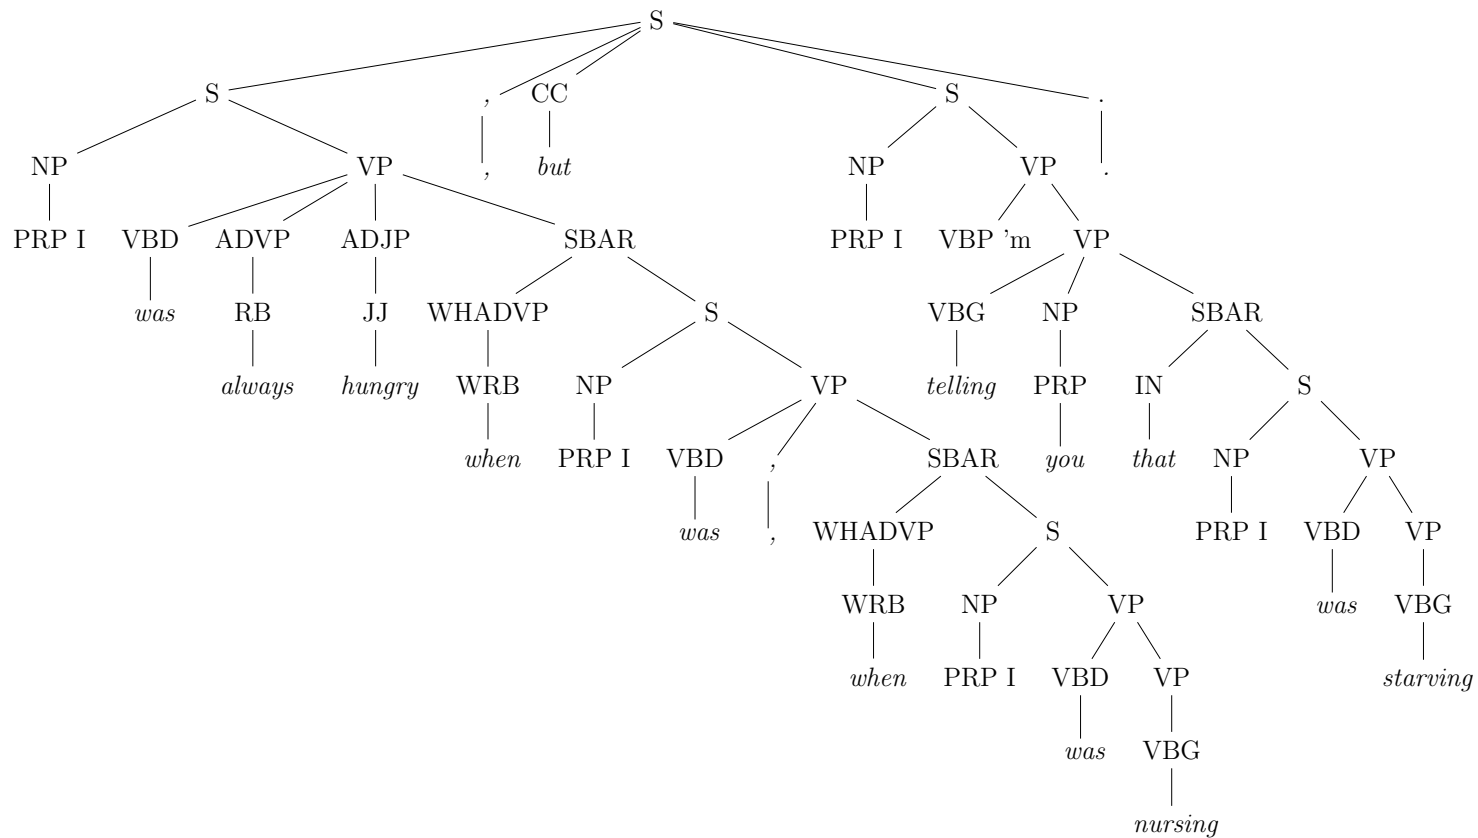 S
S , CC S .
NP VP , but NP VP .
PRP I VBD ADVP ADJP SBAR PRP I VBP 'm VP
was RB JJ WHADVP S VBG NP SBAR
always hungry WRB NP VP telling PRP IN S
when PRP I VBD , SBAR you that NP VP
was , WHADVP S PRP I VBD VP
WRB NP VP was VBG
when PRP I VBD VP starving
was VBG
nursing